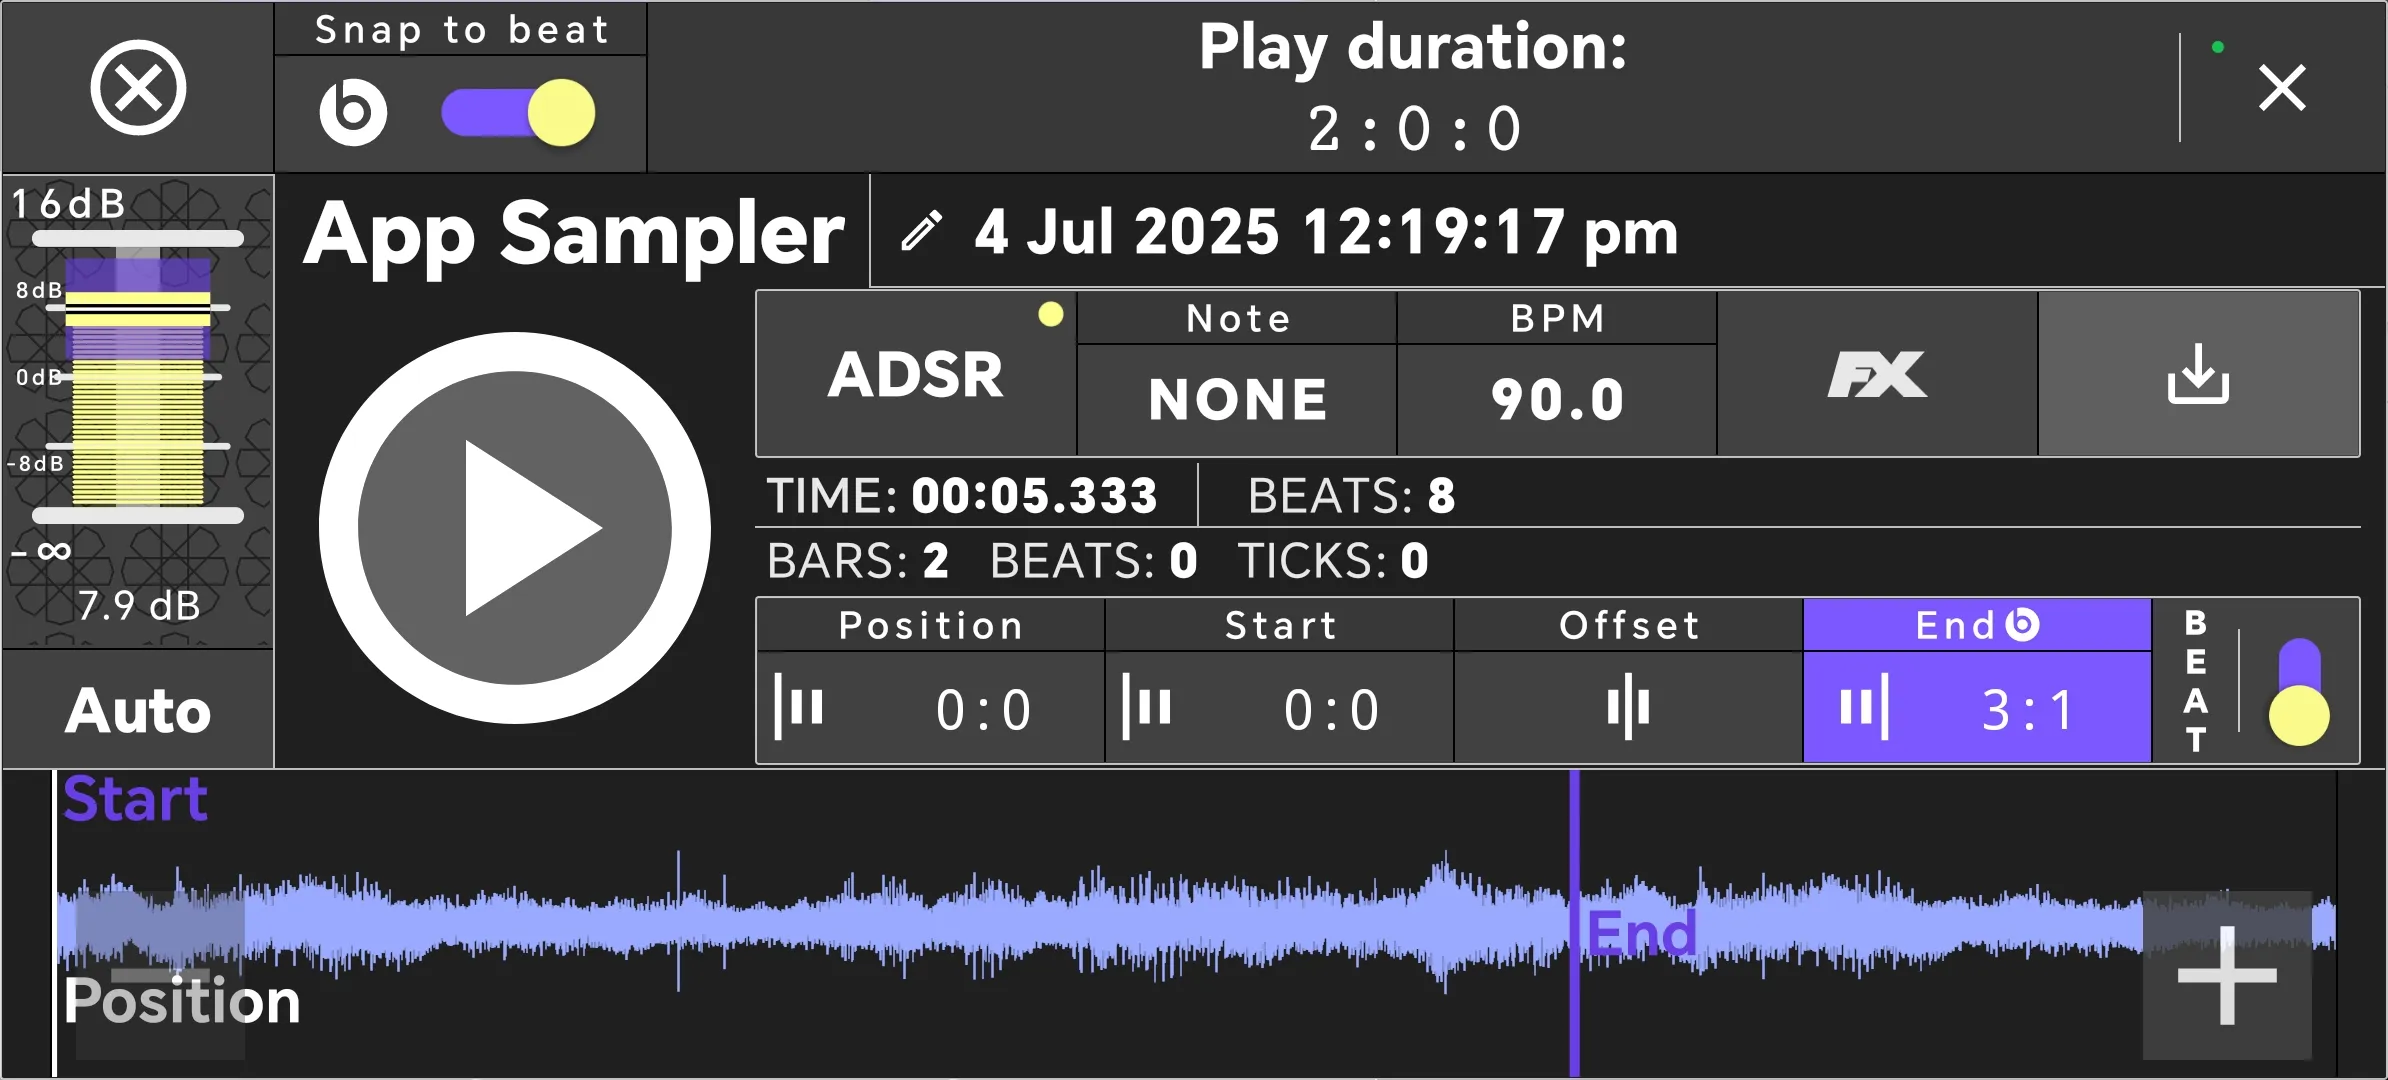 Snap to beat
Play duration:
2:0:0
16dB
8dB
0dB
-8dB
-∞
7.9 dB
Auto
App Sampler
4 Jul 2025 12:19:17 pm
ADSR
Note
NONE
BPM
90.0
FX
TIME: 00:05.333
BEATS: 8
BARS: 2 BEATS: 0 TICKS: 0
Position
0:0
Start
0:0
Offset
End
3:1
BEAT
Start
End
Position